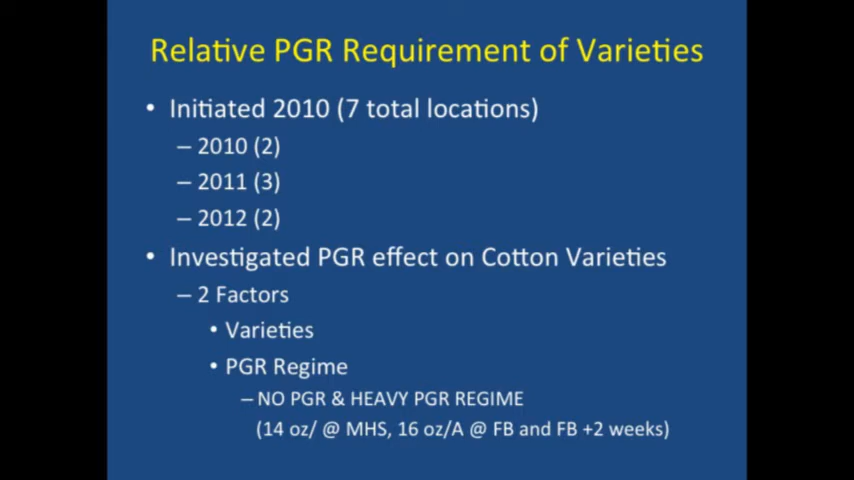 Relative PGR Requirement of Varieties
• Initiated 2010 (7 total locations)
– 2010 (2)
– 2011 (3)
– 2012 (2)
• Investigated PGR effect on Cotton Varieties
– 2 Factors
• Varieties
• PGR Regime
– NO PGR & HEAVY PGR REGIME
(14 oz/ @ MHS, 16 oz/A @ FB and FB +2 weeks)